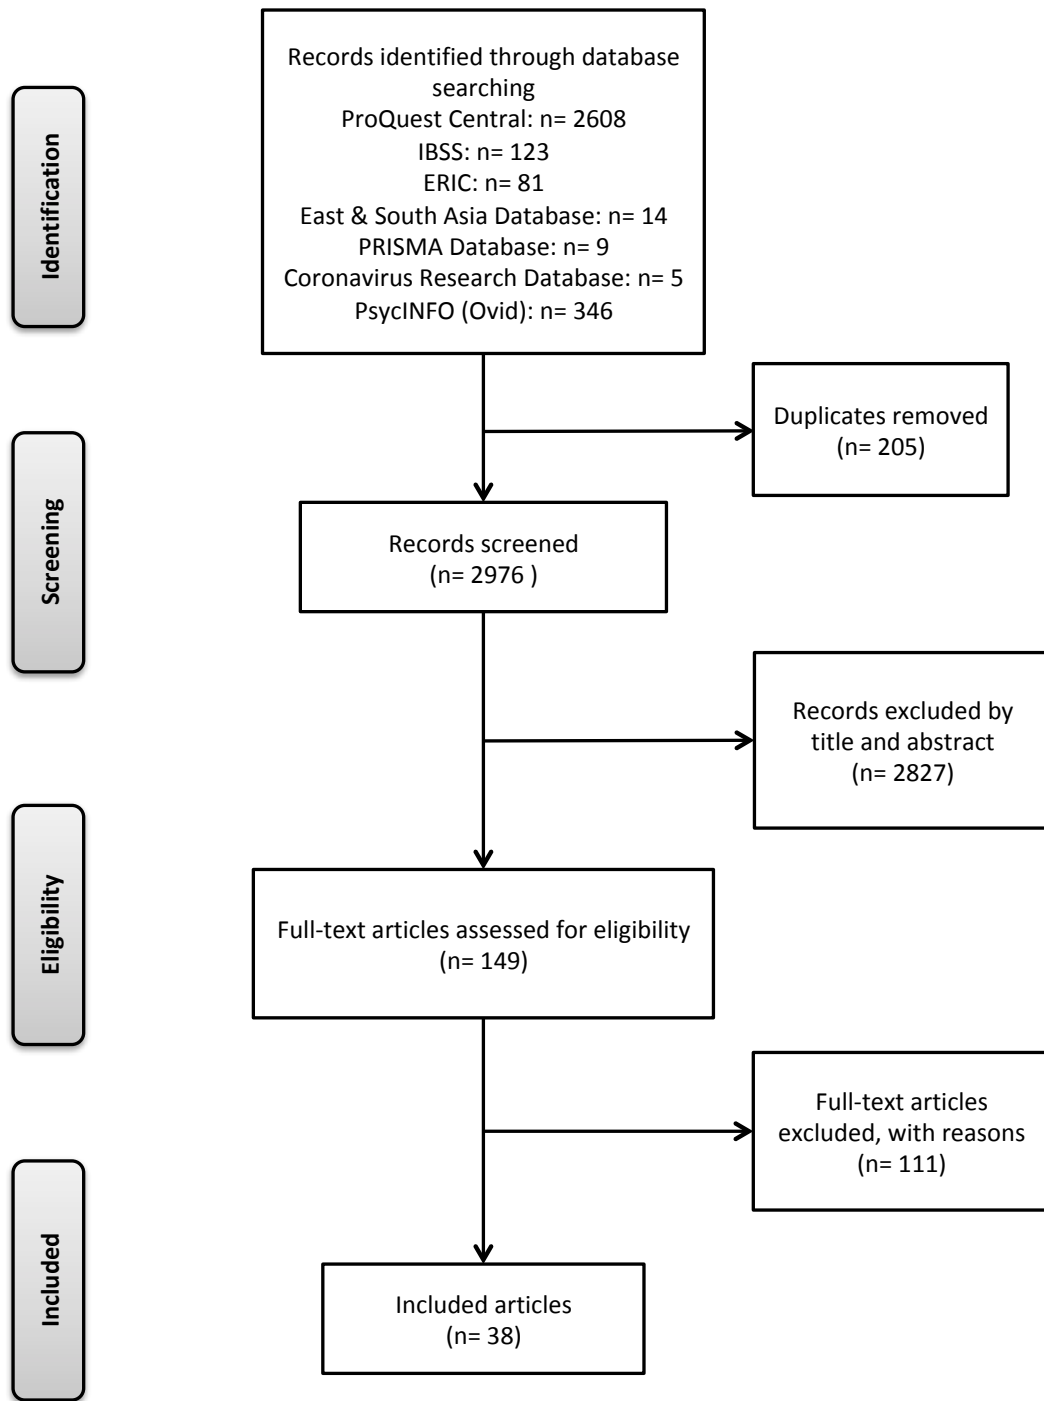 Identification
Records identified through database
searching
ProQuest Central: n= 2608
IBSS: n= 123
ERIC: n= 81
East & South Asia Database: n= 14
PRISMA Database: n= 9
Coronavirus Research Database: n= 5
PsycINFO (Ovid): n= 346
Duplicates removed
(n= 205)
Screening
Records screened
(n= 2976 )
Records excluded by
title and abstract
(n= 2827)
Eligibility
Full-text articles assessed for eligibility
(n= 149)
Full-text articles
excluded, with reasons
(n= 111)
Included
Included articles
(n= 38)